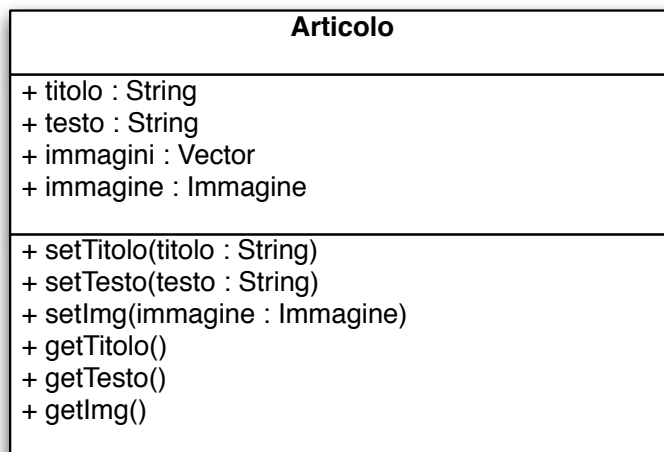 Articolo
+ titolo : String
+ testo : String
+ immagini : Vector
+ immagine : Immagine
+ setTitolo(titolo : String)
+ setTesto(testo : String)
+ setImg(immagine : Immagine)
+ getTitolo()
+ getTesto()
+ getImg()